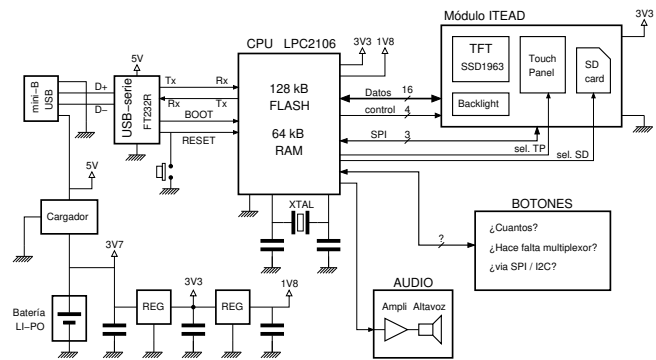 CPU LPC2106
128 kB
FLASH
64 kB
RAM
3V3
1V8
Módulo ITEAD
3V3
TFT
SSD1963
Backlight
Touch
Panel
SD
card
Datos
16
control
4
SPI
3
sel. TP
sel. SD
5V
USB-serie
FT232R
Tx
Rx
Rx
Tx
BOOT
RESET
mini-B
USB
D+
D-
5V
Cargador
3V7
Batería
LI-PO
REG
3V3
REG
1V8
XTAL
?
BOTONES
¿Cuantos?
¿Hace falta multiplexor?
¿via SPI / I2C?
AUDIO
Ampli Altavoz